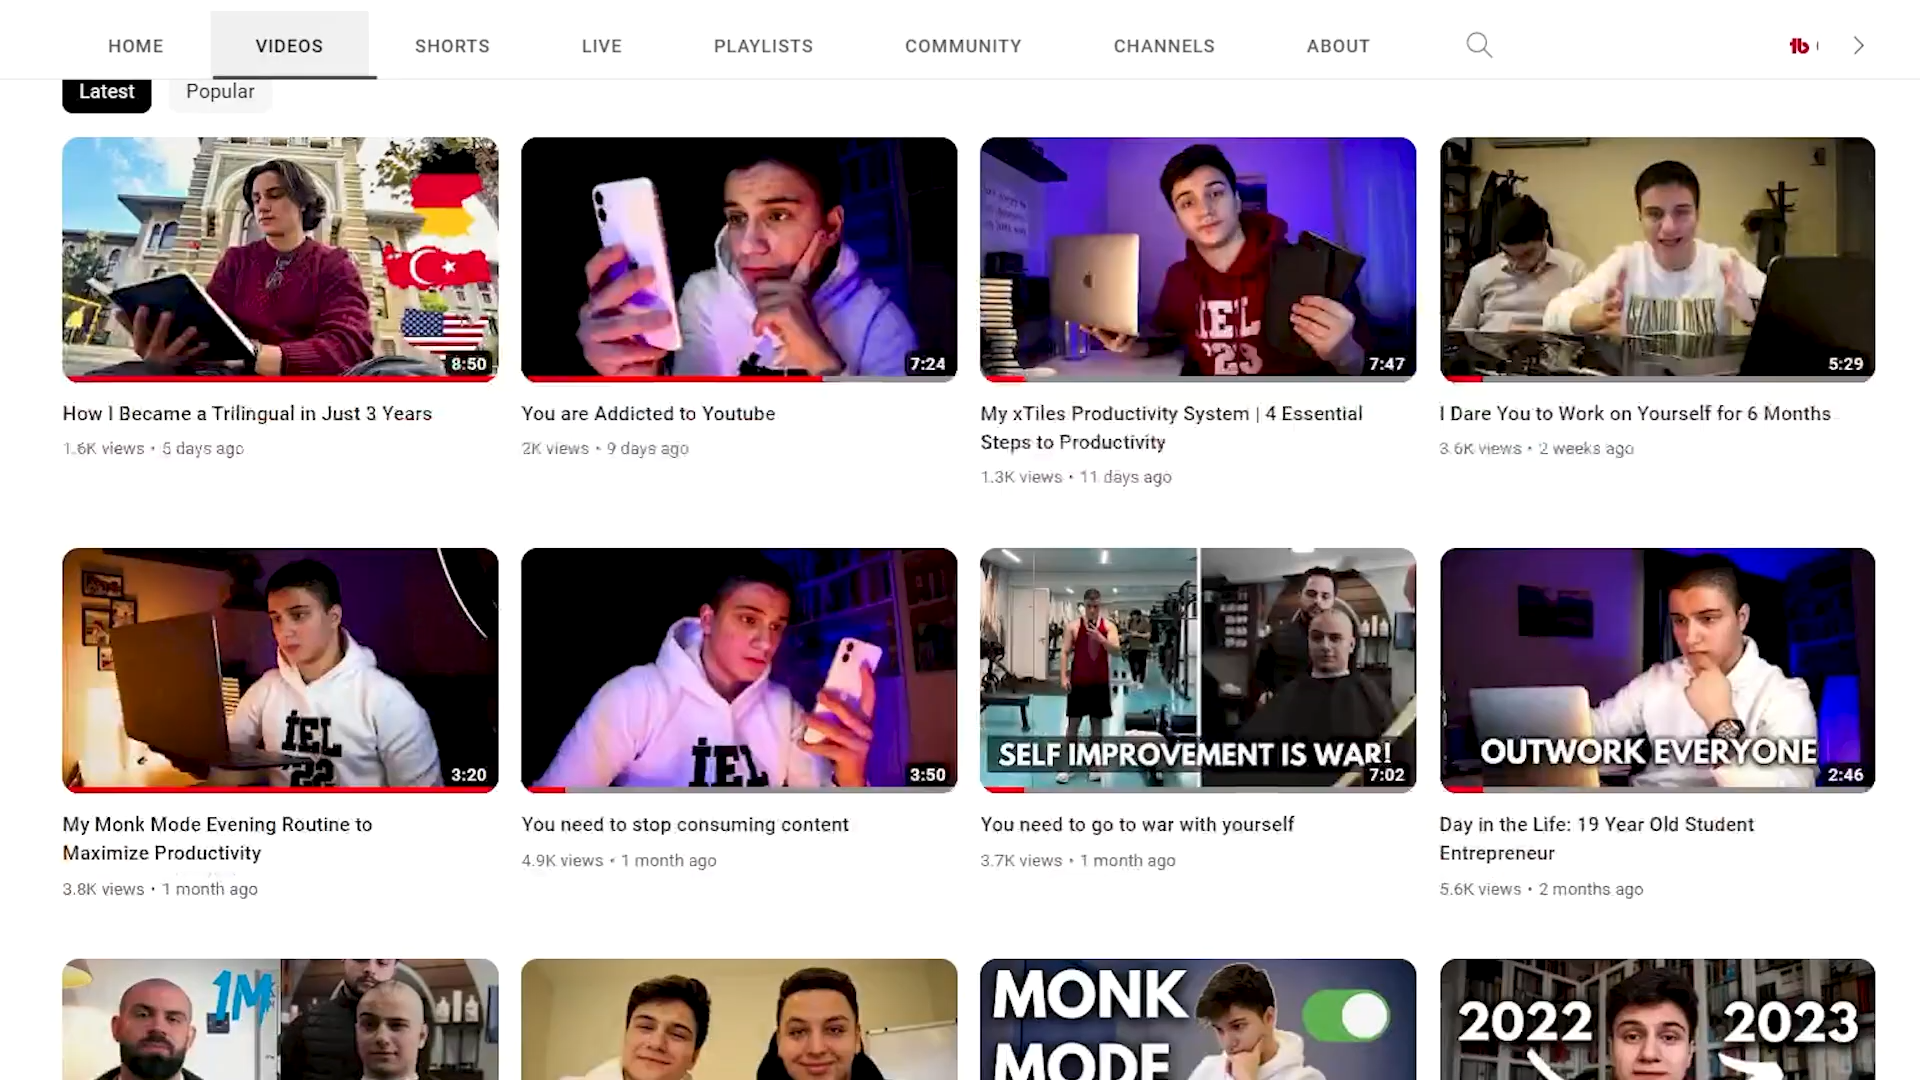 HOME VIDEOS SHORTS LIVE PLAYLISTS COMMUNITY CHANNELS ABOUT
Latest Popular
8:50
7:24
IEL
'23
7:47
5:29
How I Became a Trilingual in Just 3 Years
1.6K views • 5 days ago
You are Addicted to Youtube
2K views • 9 days ago
My xTiles Productivity System | 4 Essential
Steps to Productivity
1.3K views • 11 days ago
I Dare You to Work on Yourself for 6 Months
3.6K views • 2 weeks ago
İEL
'22
3:20
İEL
3:50
SELF IMPROVEMENT IS WAR!
7:02
OUTWORK EVERYONE
2:46
My Monk Mode Evening Routine to
Maximize Productivity
3.8K views • 1 month ago
You need to stop consuming content
4.9K views • 1 month ago
You need to go to war with yourself
3.7K views • 1 month ago
Day in the Life: 19 Year Old Student
Entrepreneur
5.6K views • 2 months ago
1M
MONK
MODE
2022 2023